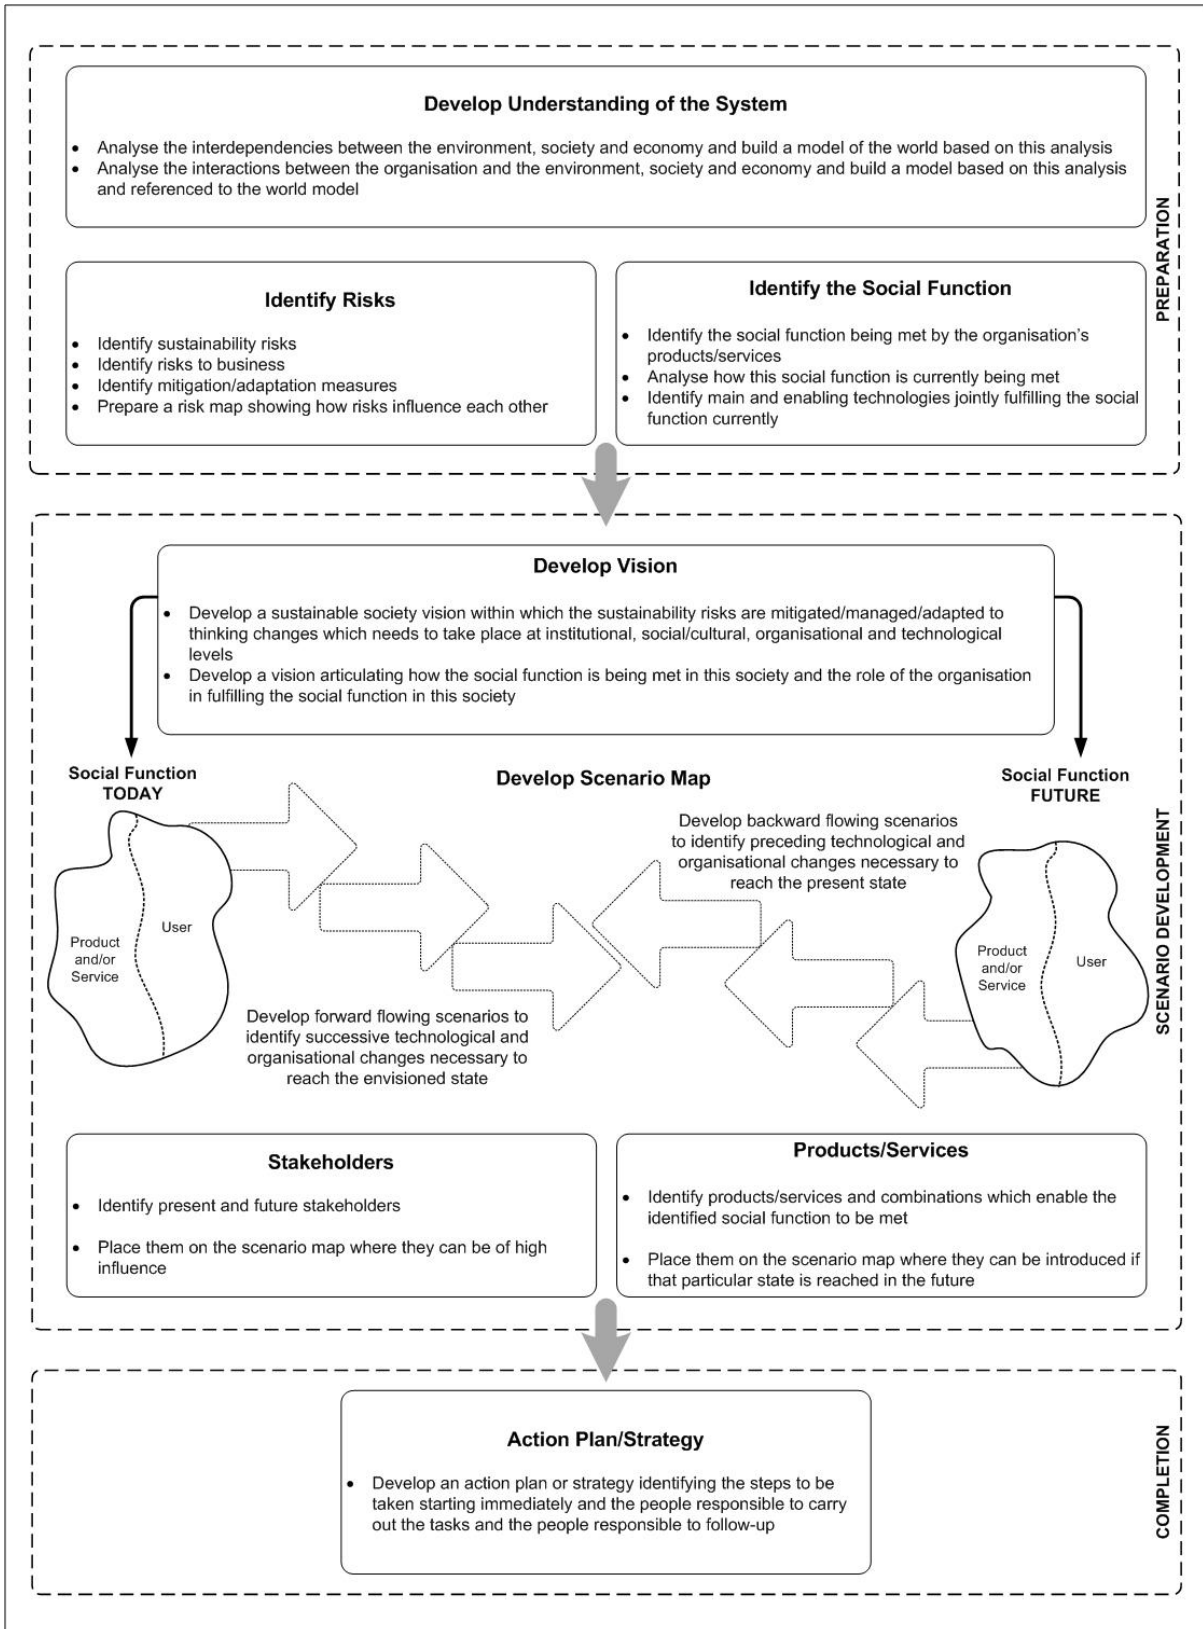 Develop Understanding of the System
• Analyse the interdependencies between the environment, society and economy and build a model of the world based on this analysis
• Analyse the interactions between the organisation and the environment, society and economy and build a model based on this analysis
and referenced to the world model
PREPARATION
Identify Risks
• Identify sustainability risks
• Identify risks to business
• Identify mitigation/adaptation measures
• Prepare a risk map showing how risks influence each other
Identify the Social Function
• Identify the social function being met by the organisation's
products/services
• Analyse how this social function is currently being met
• Identify main and enabling technologies jointly fulfilling the social
function currently
Develop Vision
• Develop a sustainable society vision within which the sustainability risks are mitigated/managed/adapted to
thinking changes which needs to take place at institutional, social/cultural, organisational and technological
levels
• Develop a vision articulating how the social function is being met in this society and the role of the organisation
in fulfilling the social function in this society
Social Function
TODAY
Develop Scenario Map
Social Function
FUTURE
SCENARIO DEVELOPMENT
Develop backward flowing scenarios
to identify preceding technological and
organisational changes necessary to
reach the present state
Product
and/or
Service
User
Product
and/or
Service
User
Develop forward flowing scenarios to
identify successive technological and
organisational changes necessary to
reach the envisioned state
Stakeholders
• Identify present and future stakeholders
• Place them on the scenario map where they can be of high
influence
Products/Services
• Identify products/services and combinations which enable the
identified social function to be met
• Place them on the scenario map where they can be introduced if
that particular state is reached in the future
Action Plan/Strategy
• Develop an action plan or strategy identifying the steps to be
taken starting immediately and the people responsible to carry
out the tasks and the people responsible to follow-up
COMPLETION